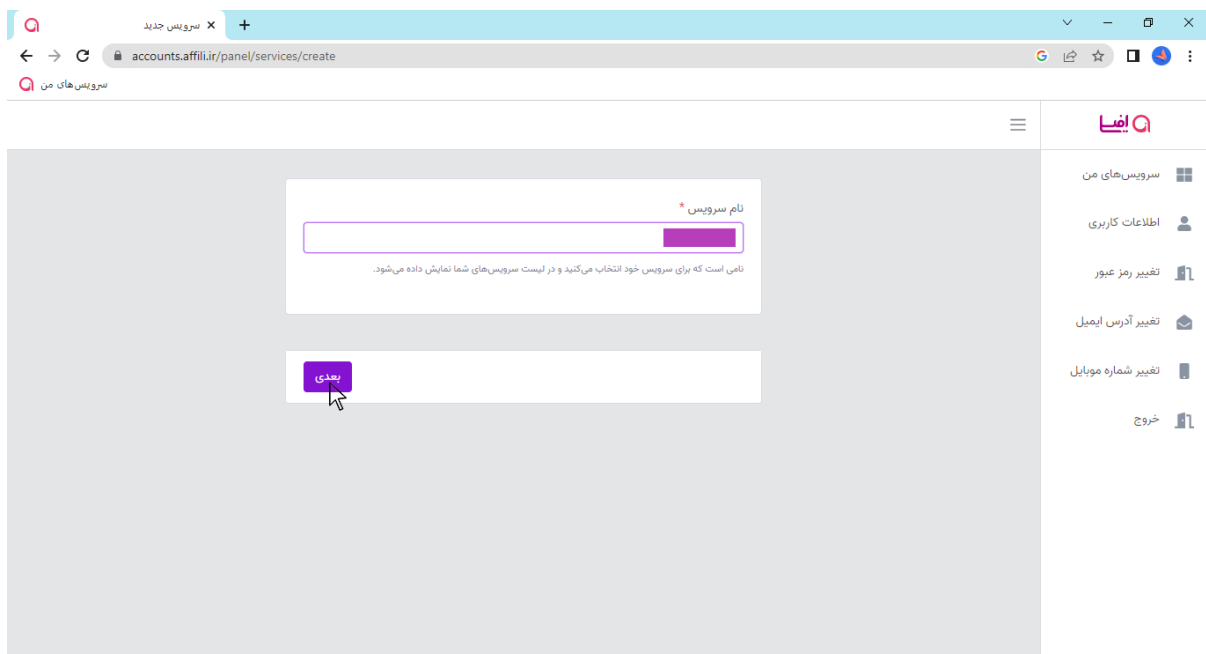 سرویس جدید
accounts.affili.ir/panel/services/create
سرویس‌های من
افیلی
سرویس‌های من
اطلاعات کاربری
تغییر رمز عبور
تغییر آدرس ایمیل
تغییر شماره موبایل
خروج
نام سرویس *
نامی است که برای سرویس خود انتخاب می‌کنید و در لیست سرویس‌های شما نمایش داده می‌شود.
بعدی